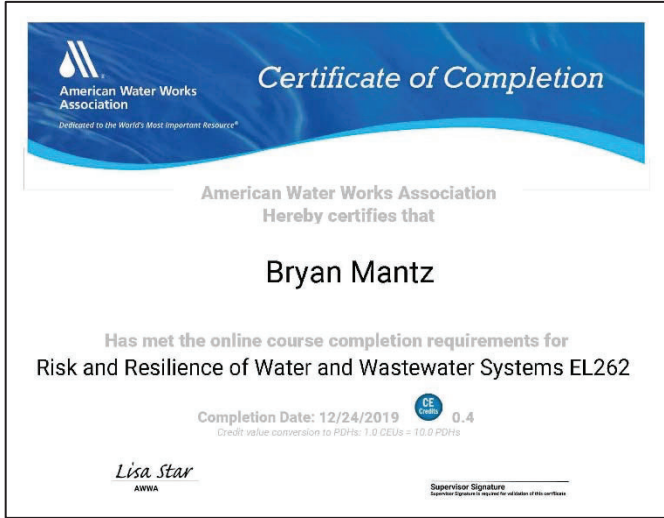 American Water Works
Association
Dedicated to the World's Most Important Resource®
Certificate of Completion
American Water Works Association
Hereby certifies that
Bryan Mantz
Has met the online course completion requirements for
Risk and Resilience of Water and Wastewater Systems EL262
Completion Date: 12/24/2019 CE Credits 0.4
Credit value conversion to PDHs: 1.0 CEUs = 10.0 PDHs
Lisa Star
AWWA
Supervisor Signature
Supervisor Signature is required for validation of this certificate